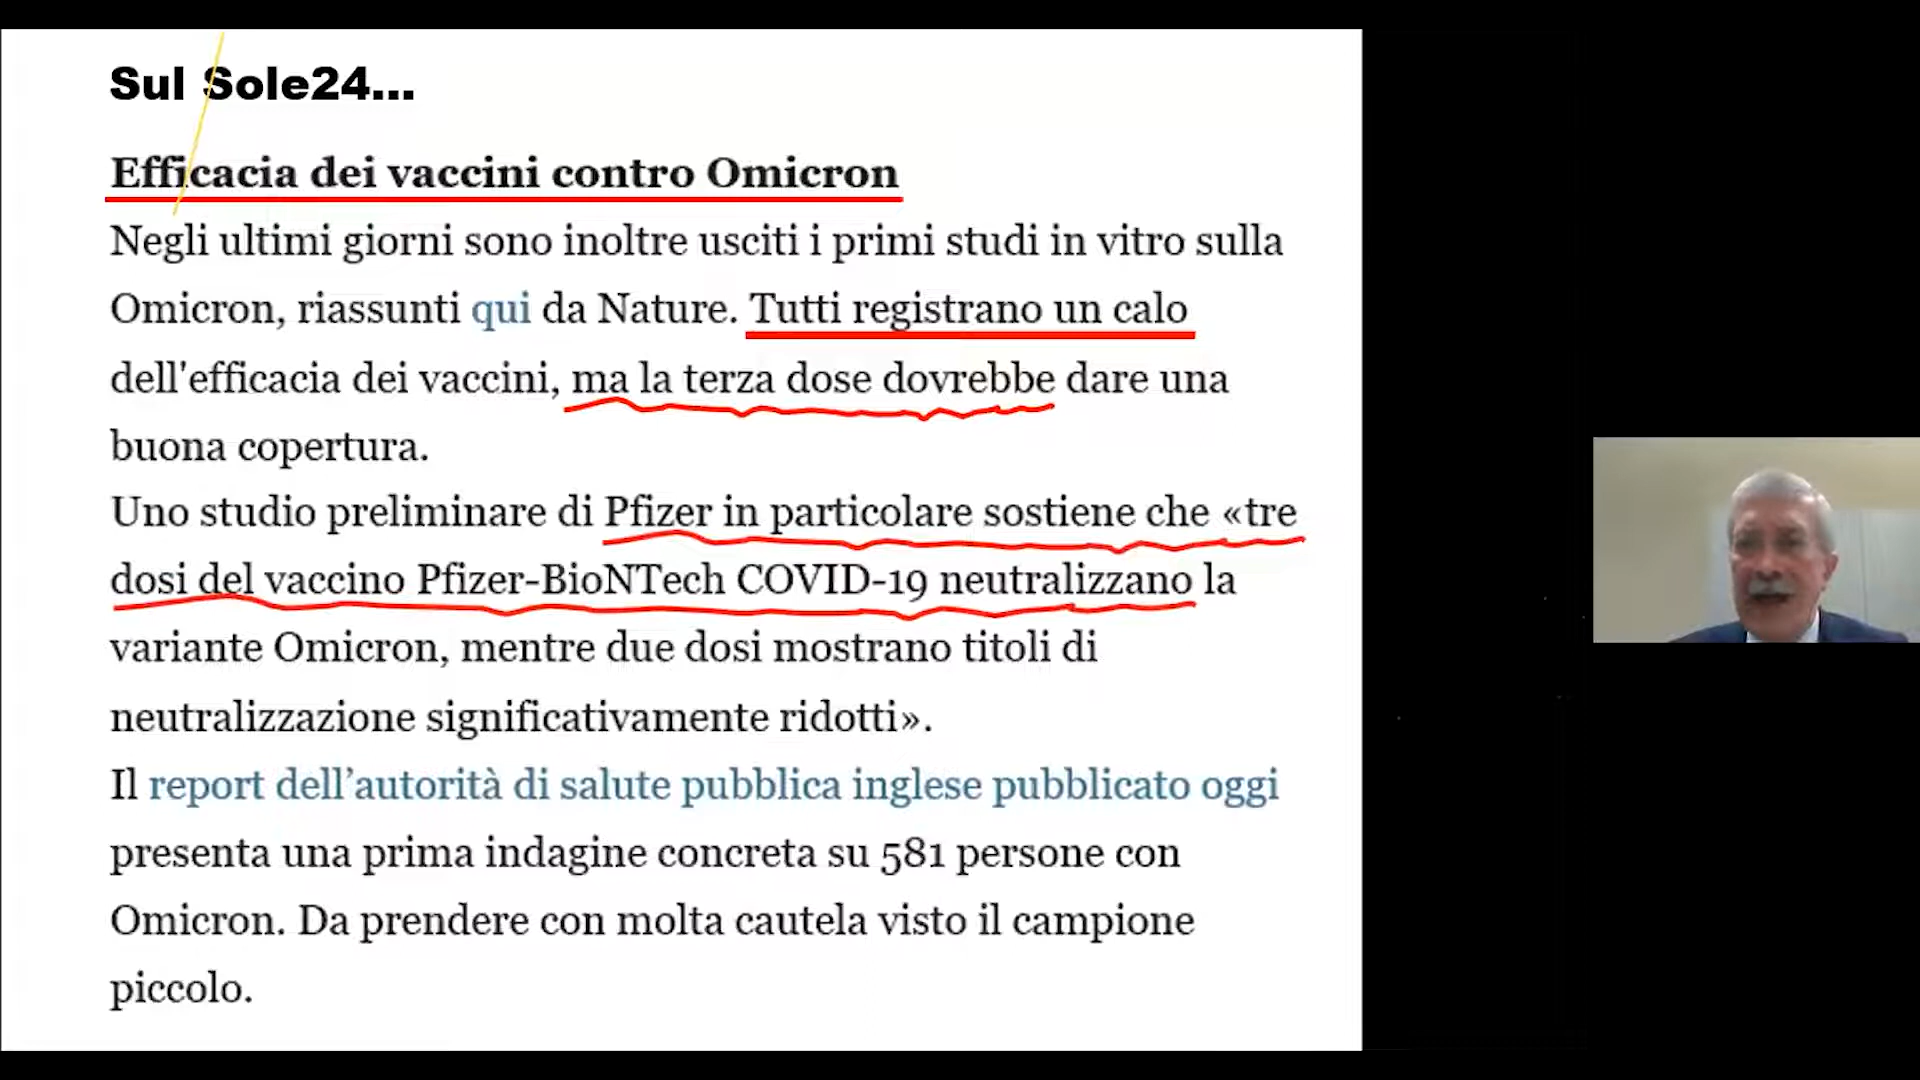 Sul Sole24...
Efficacia dei vaccini contro Omicron
Negli ultimi giorni sono inoltre usciti i primi studi in vitro sulla
Omicron, riassunti qui da Nature. Tutti registrano un calo
dell'efficacia dei vaccini, ma la terza dose dovrebbe dare una
buona copertura.
Uno studio preliminare di Pfizer in particolare sostiene che «tre
dosi del vaccino Pfizer-BioNTech COVID-19 neutralizzano la
variante Omicron, mentre due dosi mostrano titoli di
neutralizzazione significativamente ridotti».
Il report dell’autorità di salute pubblica inglese pubblicato oggi
presenta una prima indagine concreta su 581 persone con
Omicron. Da prendere con molta cautela visto il campione
piccolo.